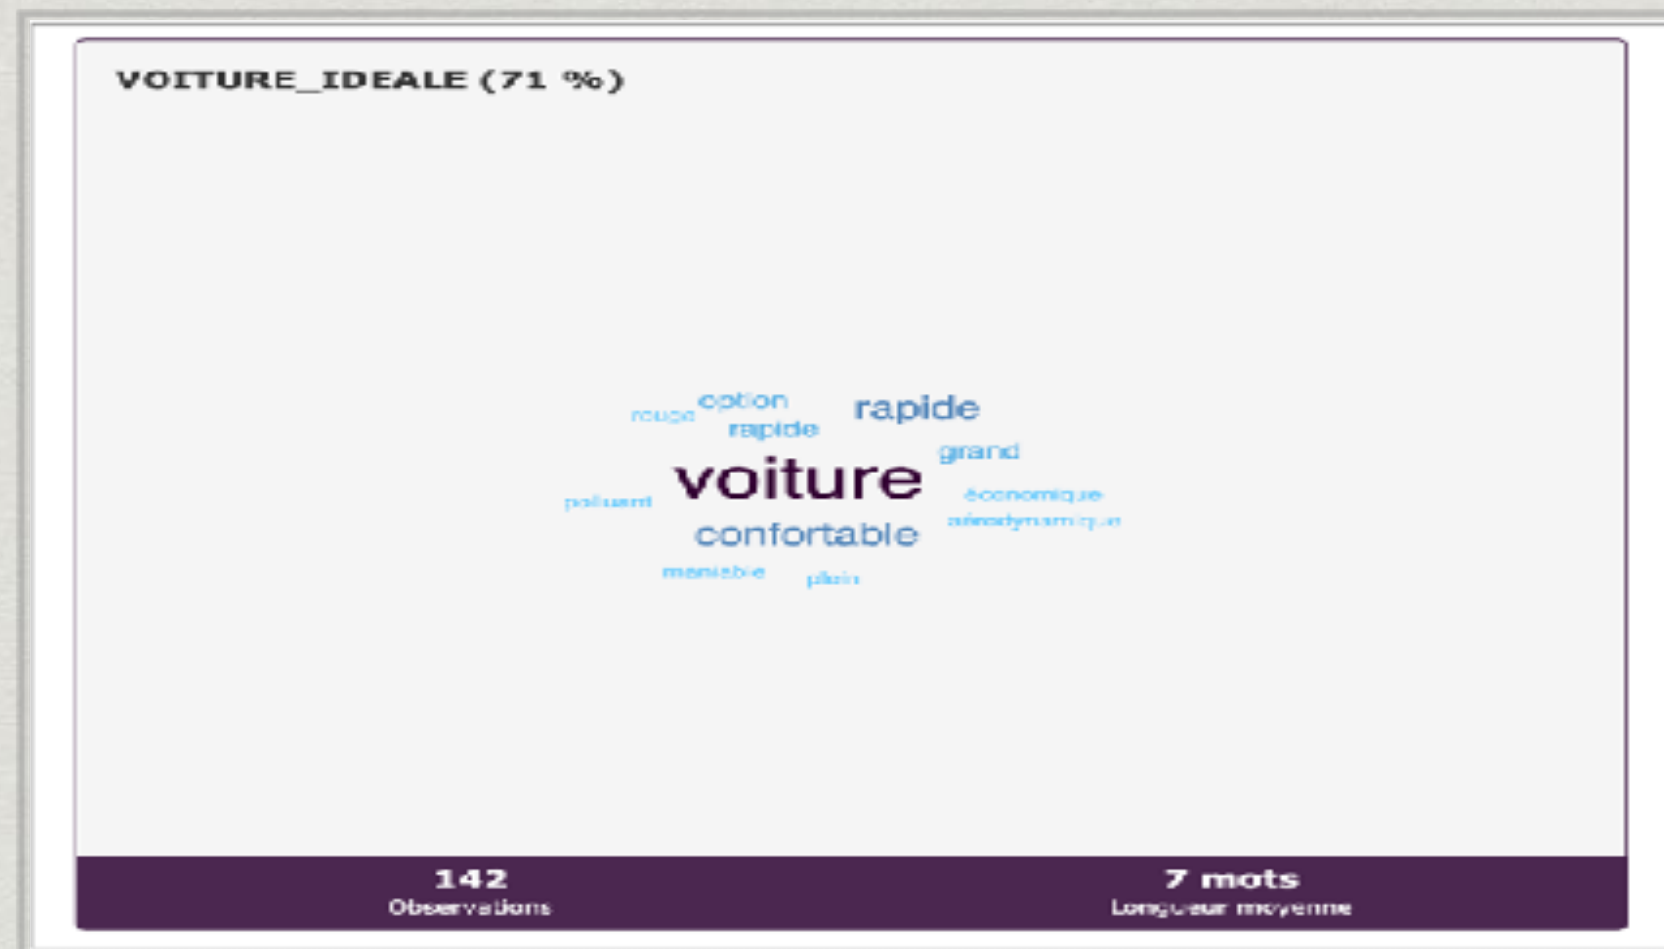 VOITURE_IDEALE (71 %)
option
rapide
rouge
rapide
grand
voiture
économique
polluant
aérodynamique
confortable
maniable
plein
142
7 mots
Observations
Longueur moyenne